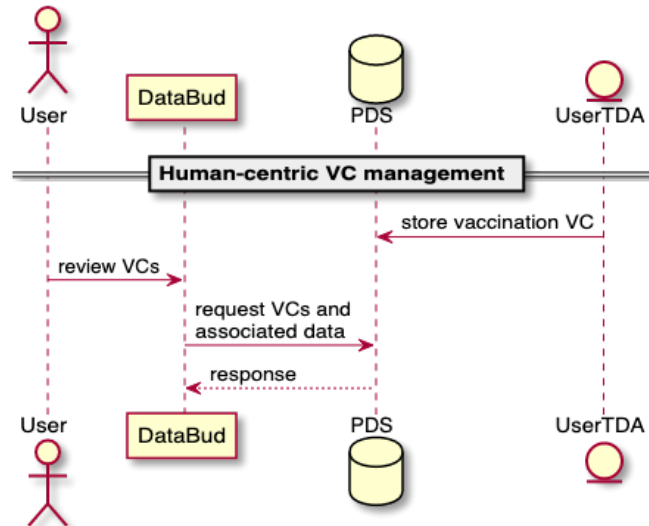 User
DataBud
PDS
UserTDA
Human-centric VC management
store vaccination VC
review VCs
request VCs and
associated data
response
User
DataBud
PDS
UserTDA